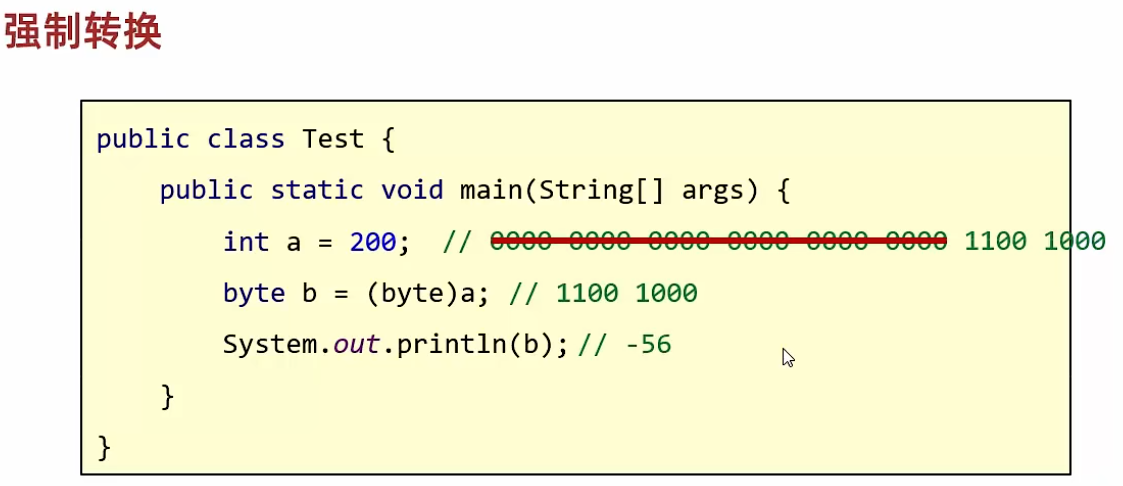 强制转换
public class Test {
public static void main(String[] args) {
int a = 200; // 0000 0000 0000 0000 0000 0000 1100 1000
byte b = (byte)a; // 1100 1000
System.out.println(b); // -56
}
}